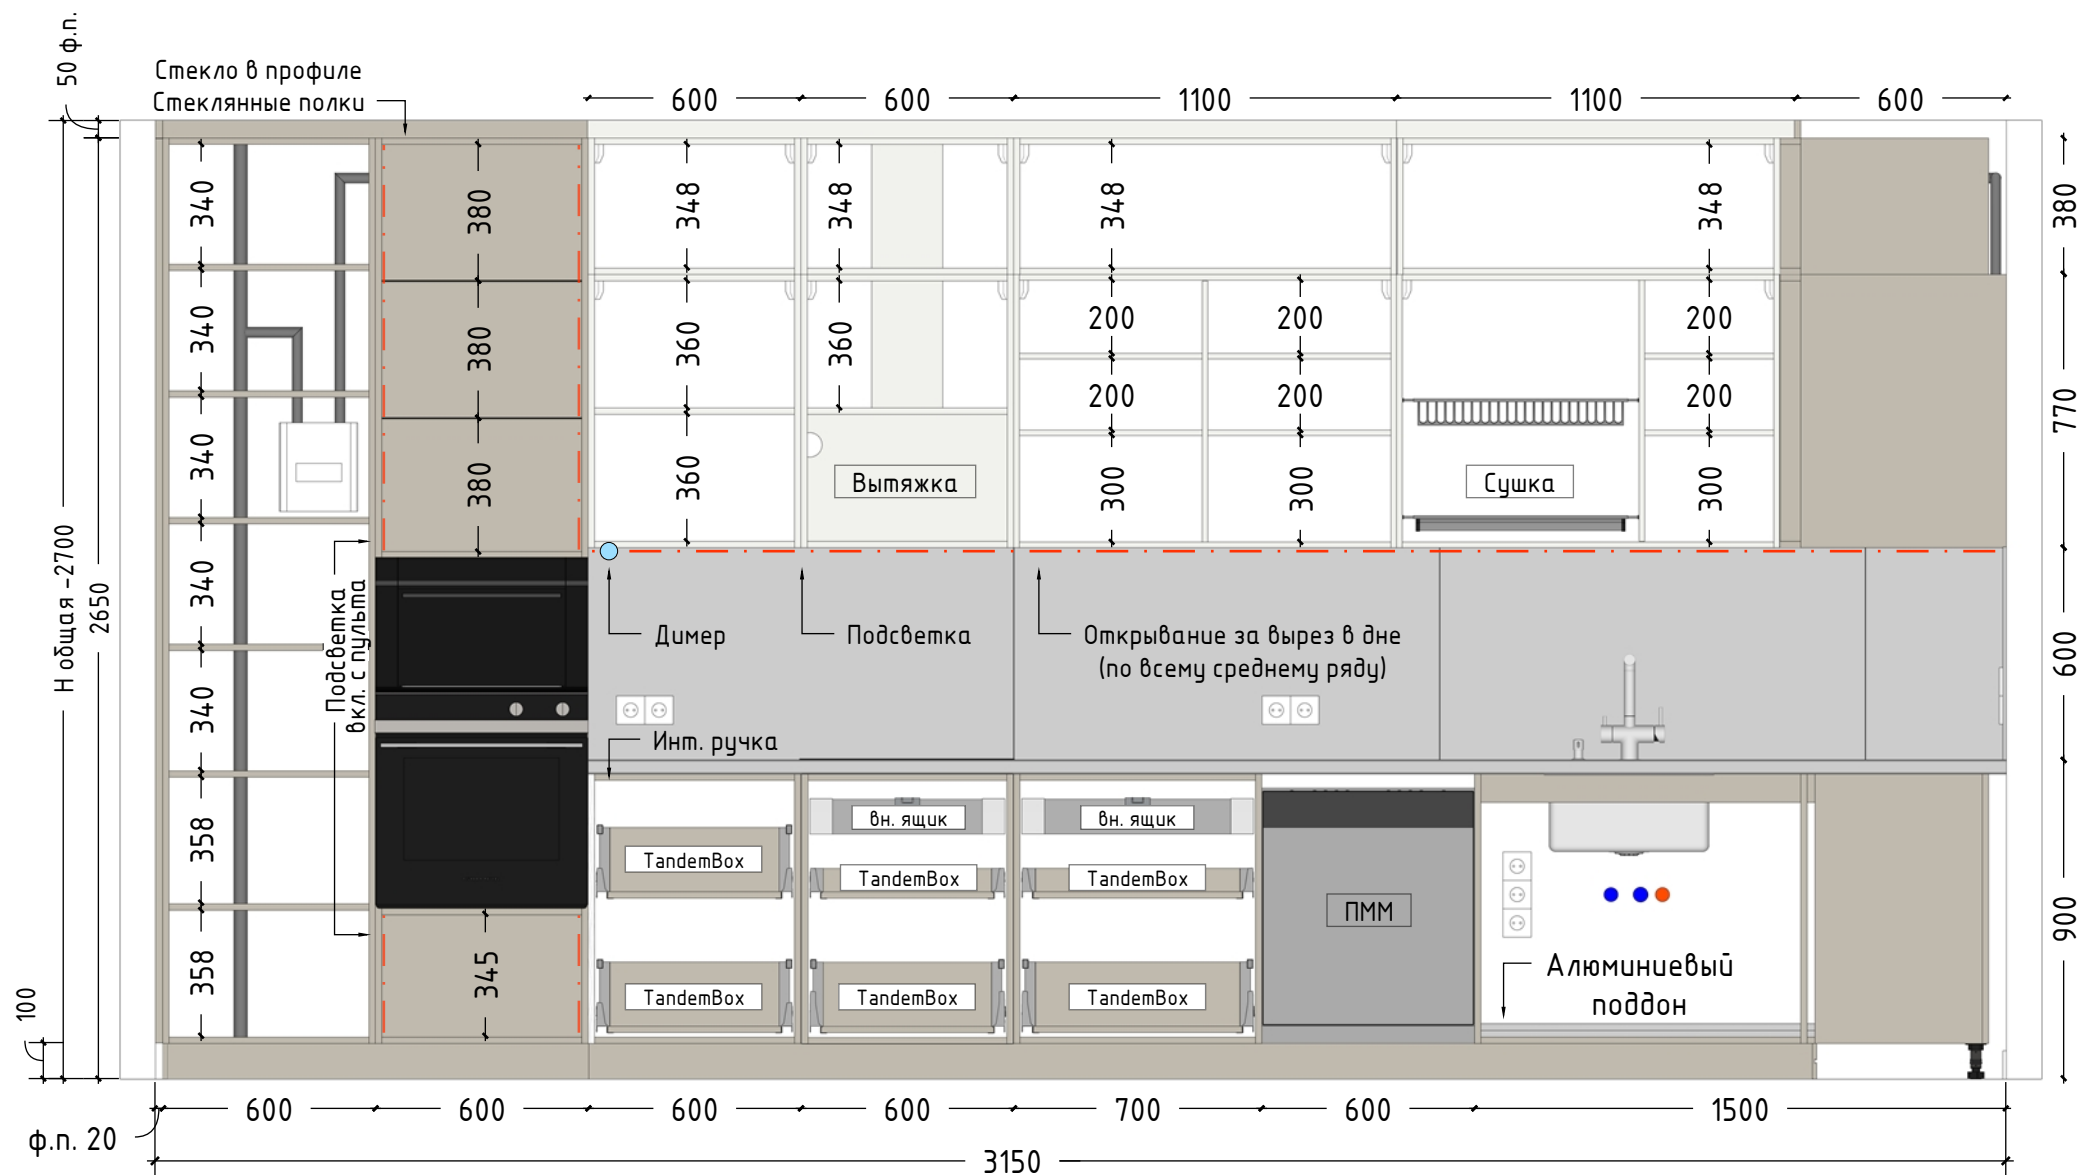 50 ф.п.
Стекло в профиле
Стеклянные полки
600
600
1100
1100
600
340
380
348
348
348
348
380
340
380
360
360
200
200
200
770
200
200
200
340
380
360
300
300
300
Вытяжка
Сушка
Н общая -2700
2650
340
Подсветка
вкл. с пульта
Димер
Подсветка
Открывание за вырез в дне
(по всему среднему ряду)
600
340
Инт. ручка
358
TandemBox
вн. ящик
вн. ящик
TandemBox
TandemBox
ПММ
900
358
345
TandemBox
TandemBox
TandemBox
Алюминиевый
поддон
100
600
600
600
600
700
600
1500
ф.п. 20
3150